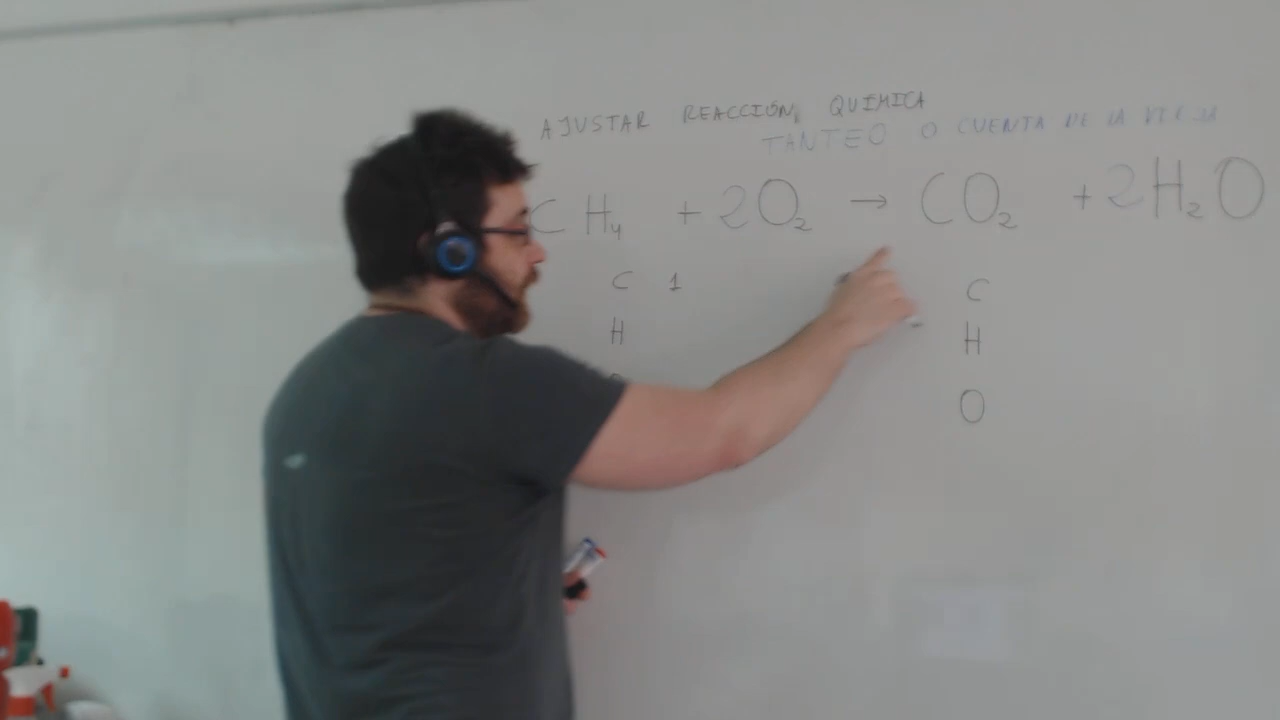 AJUSTAR REACCIÓN QUÍMICA
TANTEO O CUENTA DE LA VIEJA
CH₄ + 2O₂ → CO₂ + 2H₂O
C 1 C
H H
O